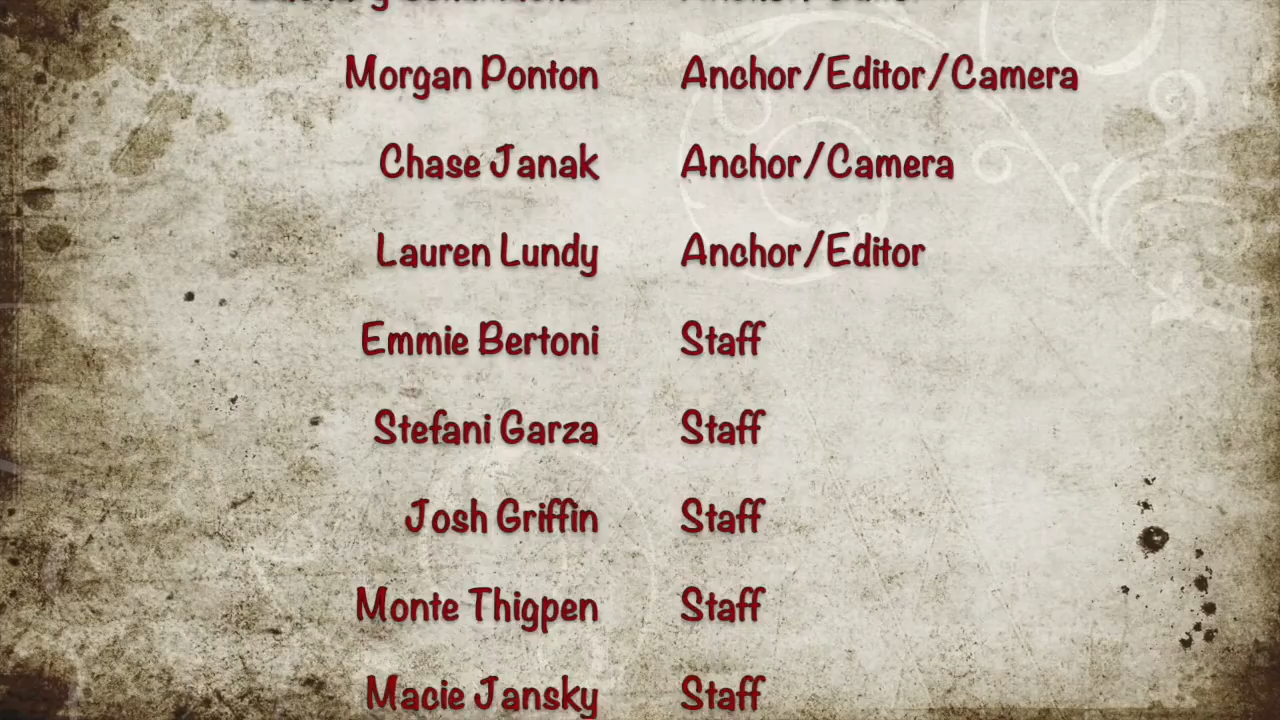 Morgan Ponton Anchor/Editor/Camera
Chase Janak Anchor/Camera
Lauren Lundy Anchor/Editor
Emmie Bertoni Staff
Stefani Garza Staff
Josh Griffin Staff
Monte Thigpen Staff
Macie Jansky Staff